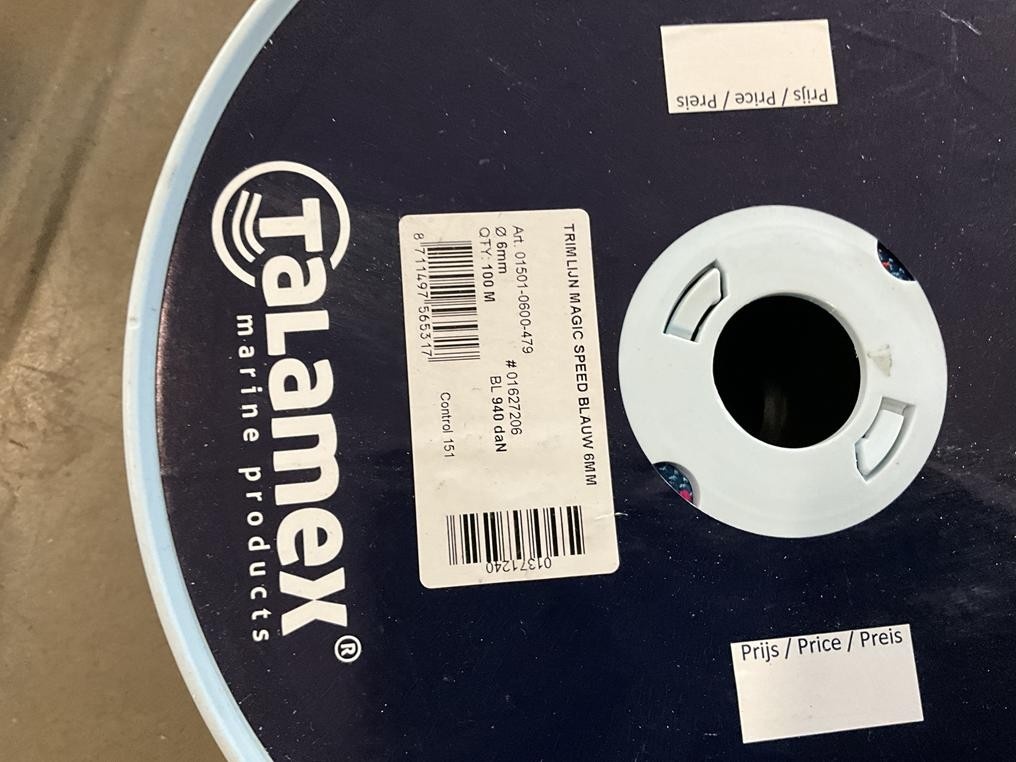 TaLamex®
marine products
TRIMLIJN MAGIC SPEED BLAUW 6MM
Art. 01501-0600-479 # 01627206
Ø 6mm BL 940 daN
QTY: 100 M
Control 151
8 711497 565317
01371240
Prijs / Price / Preis
Prijs / Price / Preis